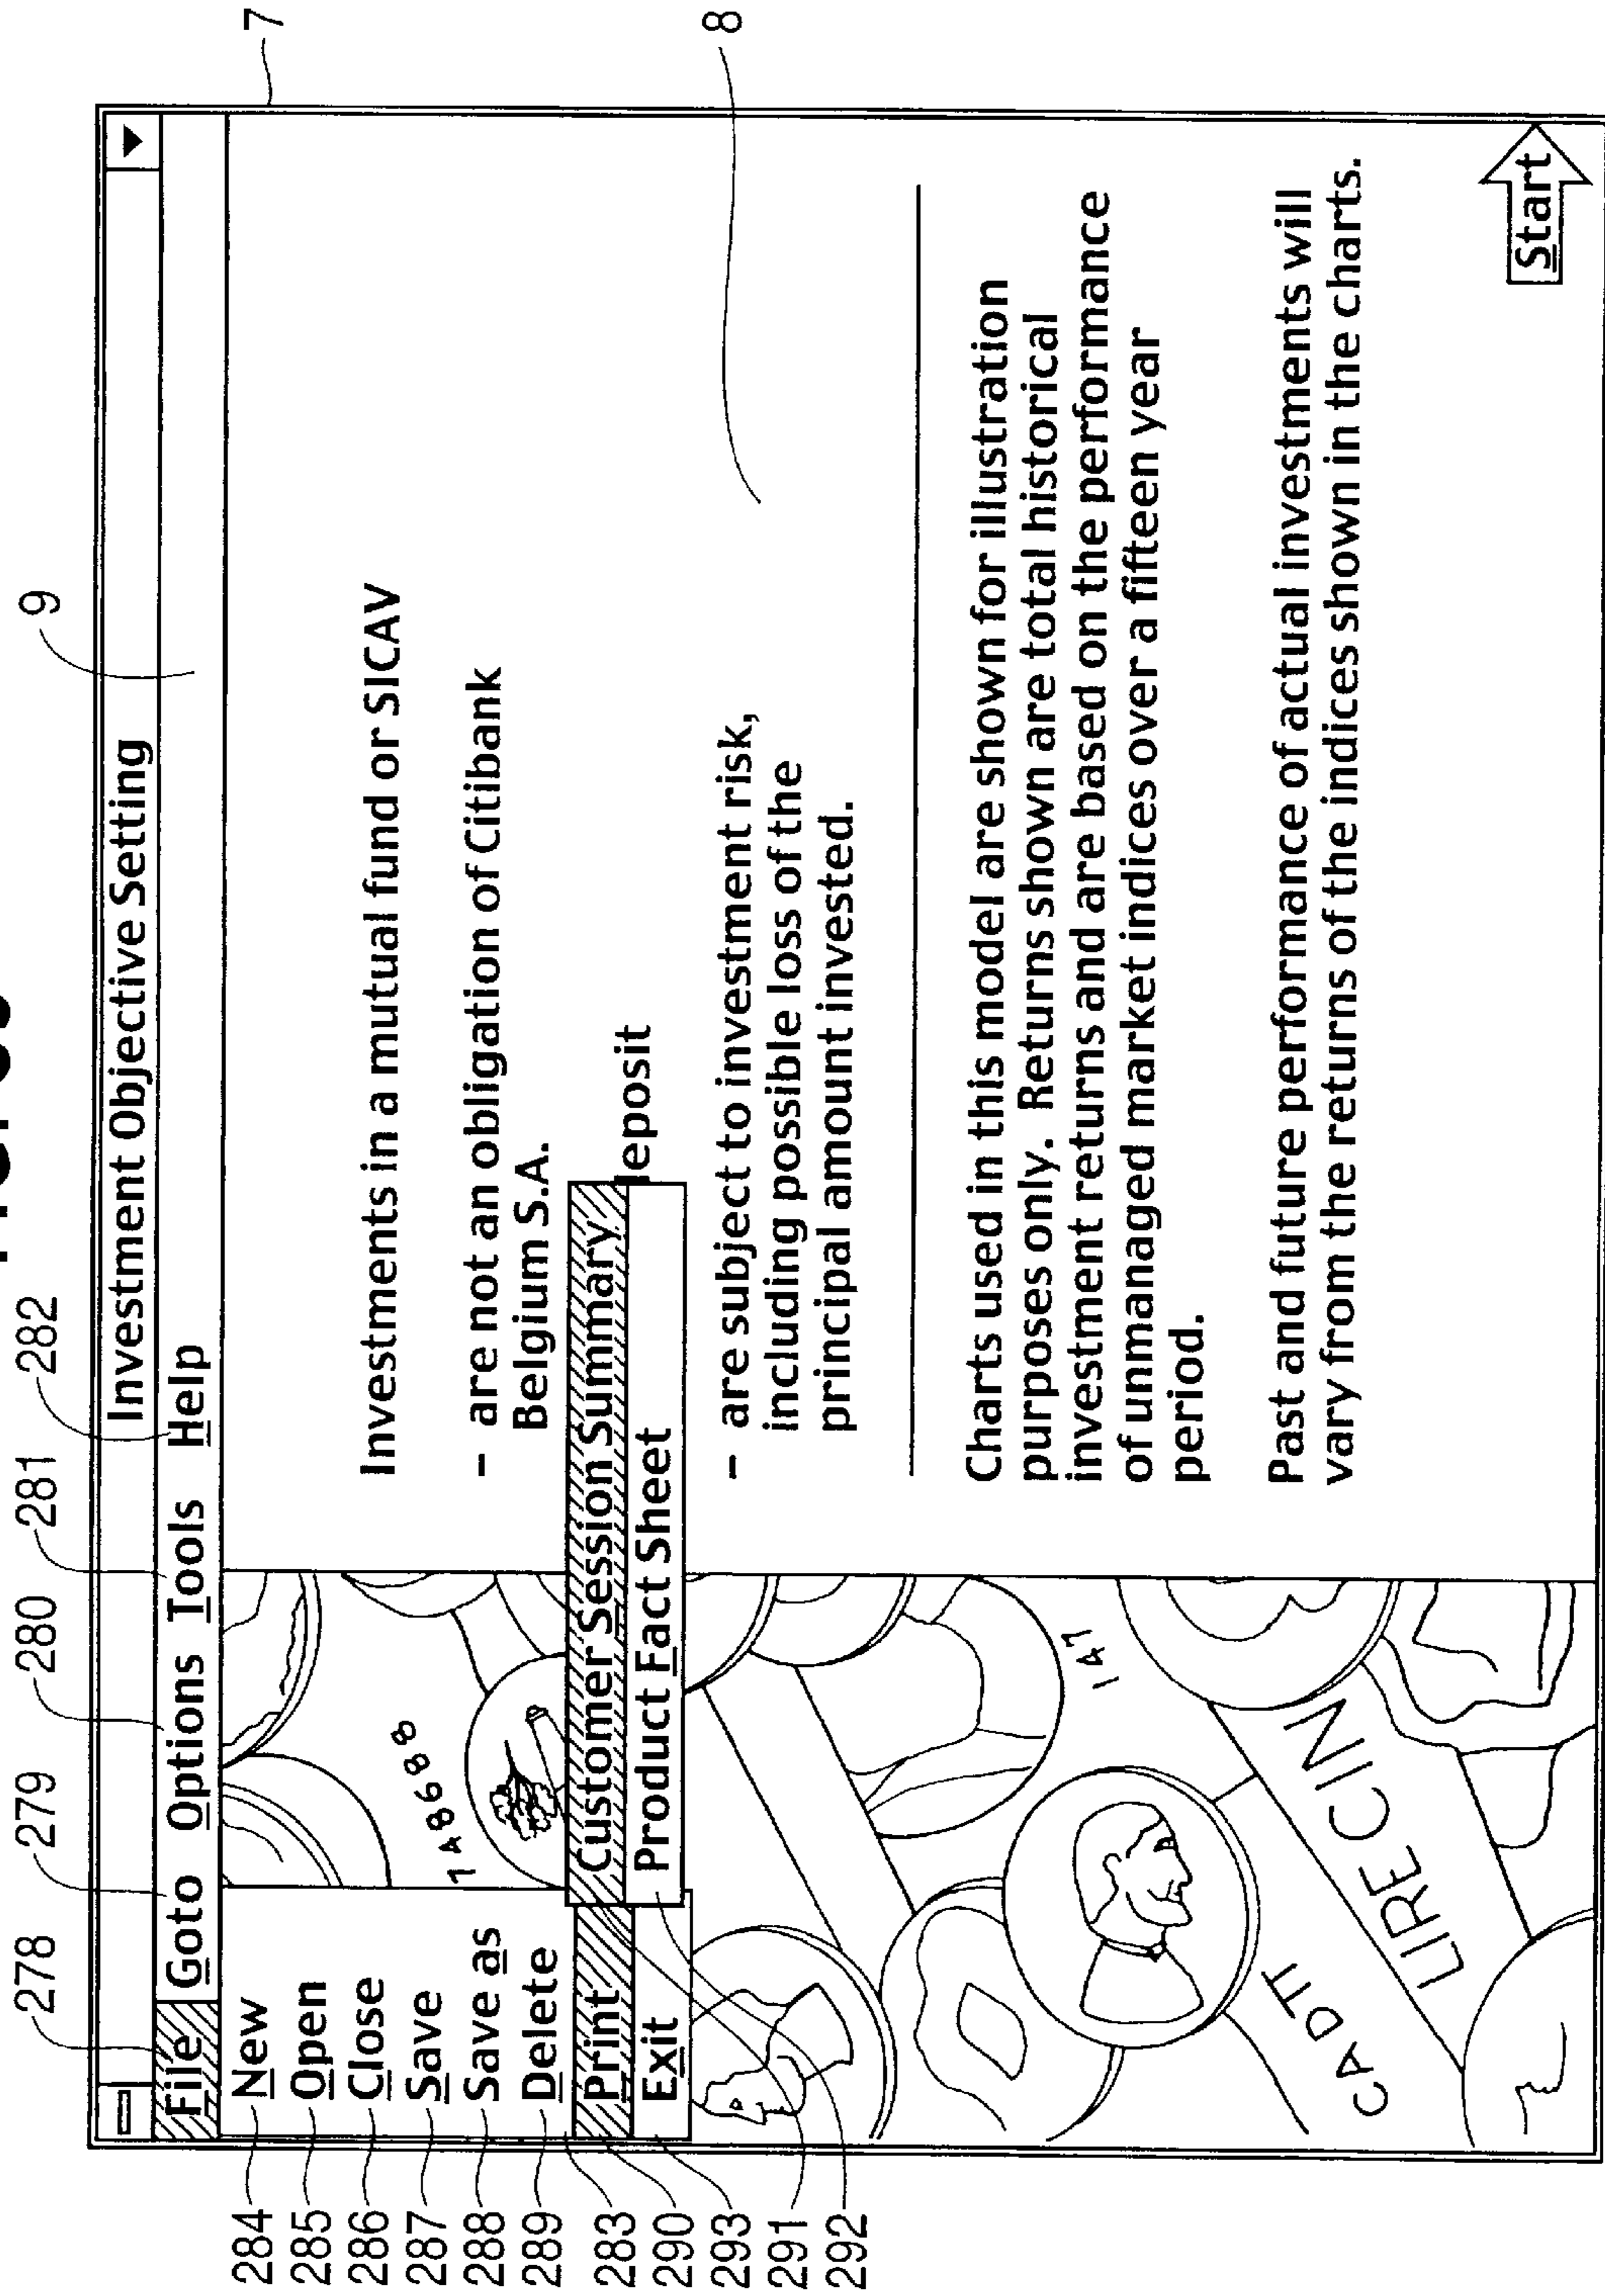 278 279 280 281 282 9
7
8
Investment Objective Setting
File Goto Options Tools Help
284 New
285 Open
286 Close
287 Save
288 Save as
289 Delete
283
290 Print
293 Exit
291 Customer Session Summary
292 Product Fact Sheet
Investments in a mutual fund or SICAV
– are not an obligation of Citibank
Belgium S.A.
eposit
– are subject to investment risk,
including possible loss of the
principal amount invested.
Charts used in this model are shown for illustration
purposes only. Returns shown are total historical
investment returns and are based on the performance
of unmanaged market indices over a fifteen year
period.
Past and future performance of actual investments will
vary from the returns of the indices shown in the charts.
Start
LIRE CIN